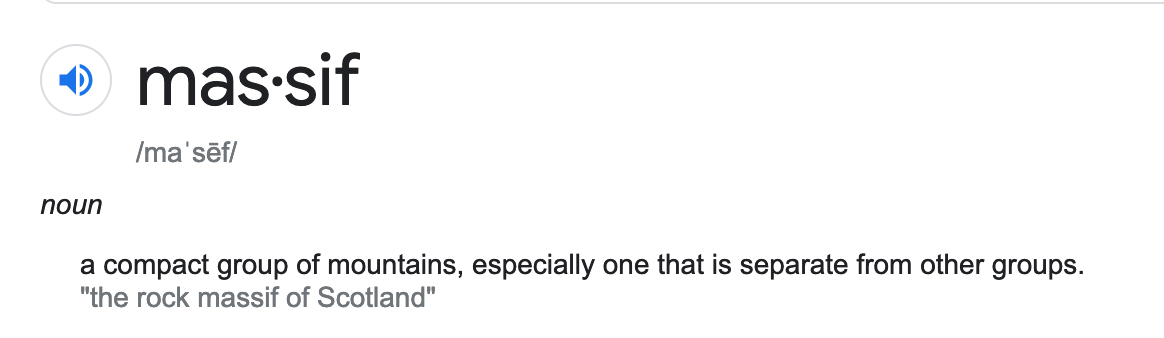 mas·sif
/maˈsēf/
noun
a compact group of mountains, especially one that is separate from other groups.
"the rock massif of Scotland"